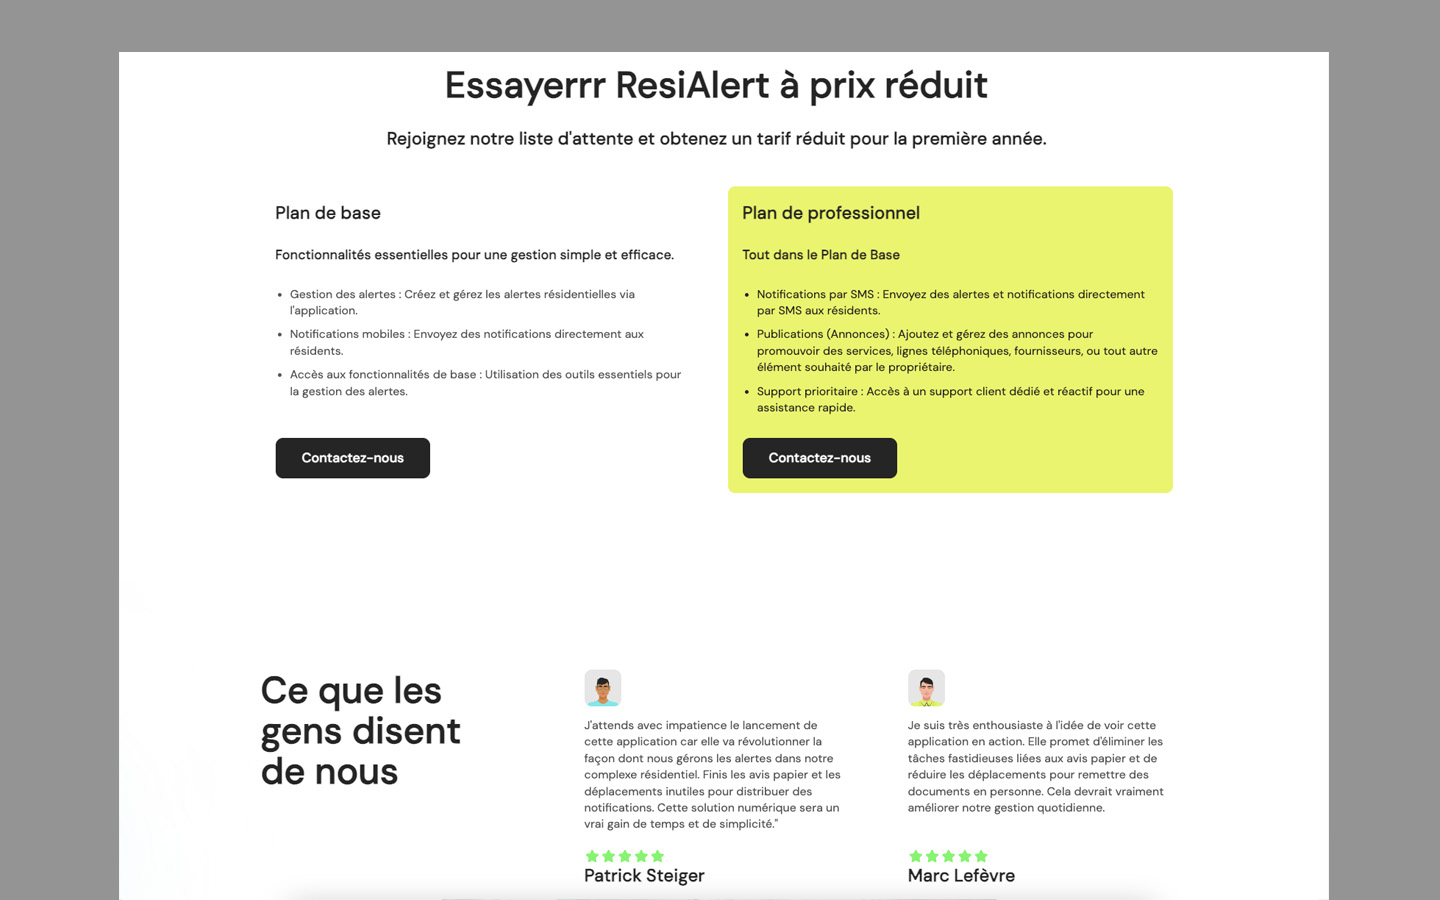 Essayerrr ResiAlert à prix réduit
Rejoignez notre liste d'attente et obtenez un tarif réduit pour la première année.
Plan de base
Fonctionnalités essentielles pour une gestion simple et efficace.
• Gestion des alertes : Créez et gérez les alertes résidentielles via
l'application.
• Notifications mobiles : Envoyez des notifications directement aux
résidents.
• Accès aux fonctionnalités de base : Utilisation des outils essentiels pour
la gestion des alertes.
Contactez-nous
Plan de professionnel
Tout dans le Plan de Base
• Notifications par SMS : Envoyez des alertes et notifications directement
par SMS aux résidents.
• Publications (Annonces) : Ajoutez et gérez des annonces pour
promouvoir des services, lignes téléphoniques, fournisseurs, ou tout autre
élément souhaité par le propriétaire.
• Support prioritaire : Accès à un support client dédié et réactif pour une
assistance rapide.
Contactez-nous
Ce que les
gens disent
de nous
J'attends avec impatience le lancement de
cette application car elle va révolutionner la
façon dont nous gérons les alertes dans notre
complexe résidentiel. Finis les avis papier et les
déplacements inutiles pour distribuer des
notifications. Cette solution numérique sera un
vrai gain de temps et de simplicité."
Patrick Steiger
Je suis très enthousiaste à l'idée de voir cette
application en action. Elle promet d'éliminer les
tâches fastidieuses liées aux avis papier et de
réduire les déplacements pour remettre des
documents en personne. Cela devrait vraiment
améliorer notre gestion quotidienne.
Marc Lefèvre